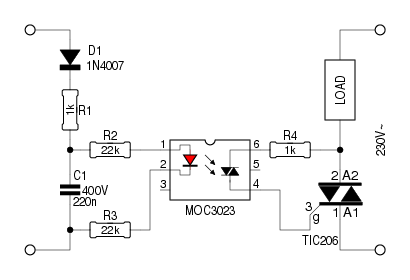 D1
1N4007
1k
R1
R2
22k
C1
400V
220n
R3
22k
1
2
3
6
5
4
MOC3023
R4
1k
LOAD
230V~
2 A2
3
1 A1
g
TIC206